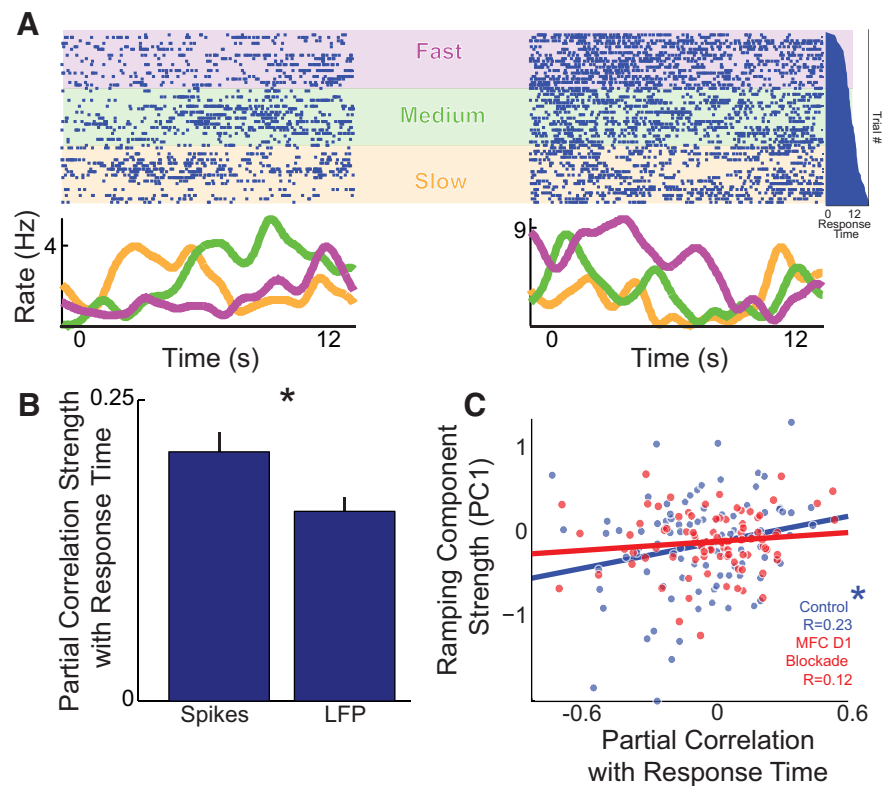 A
Fast
Medium
Slow
Trial #
0 12
Response
Time
Rate (Hz)
4
0 12
Time (s)
9
0 12
Time (s)
B
Partial Correlation Strength
with Response Time
0.25
0
*
Spikes LFP
C
Ramping Component
Strength (PC1)
1
0
−1
*
Control
R=0.23
MFC D1
Blockade
R=0.12
-0.6 0 0.6
Partial Correlation
with Response Time